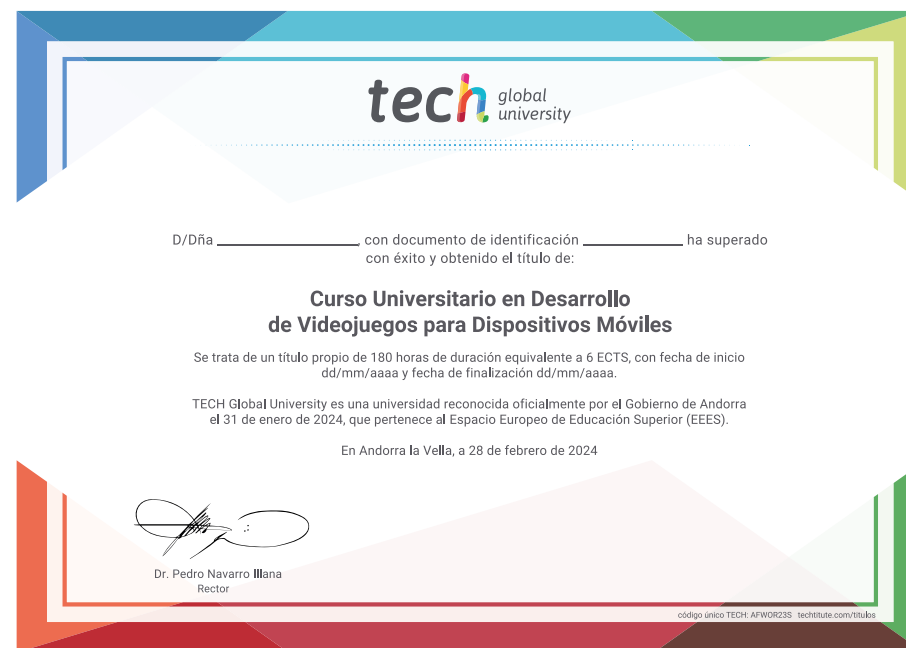 tech global university
D/Dña ____________________, con documento de identificación ______________ ha superado
con éxito y obtenido el título de:
Curso Universitario en Desarrollo
de Videojuegos para Dispositivos Móviles
Se trata de un título propio de 180 horas de duración equivalente a 6 ECTS, con fecha de inicio
dd/mm/aaaa y fecha de finalización dd/mm/aaaa.
TECH Global University es una universidad reconocida oficialmente por el Gobierno de Andorra
el 31 de enero de 2024, que pertenece al Espacio Europeo de Educación Superior (EEES).
En Andorra la Vella, a 28 de febrero de 2024
Dr. Pedro Navarro Illana
Rector
código único TECH: AFWOR23S techtitute.com/titulos